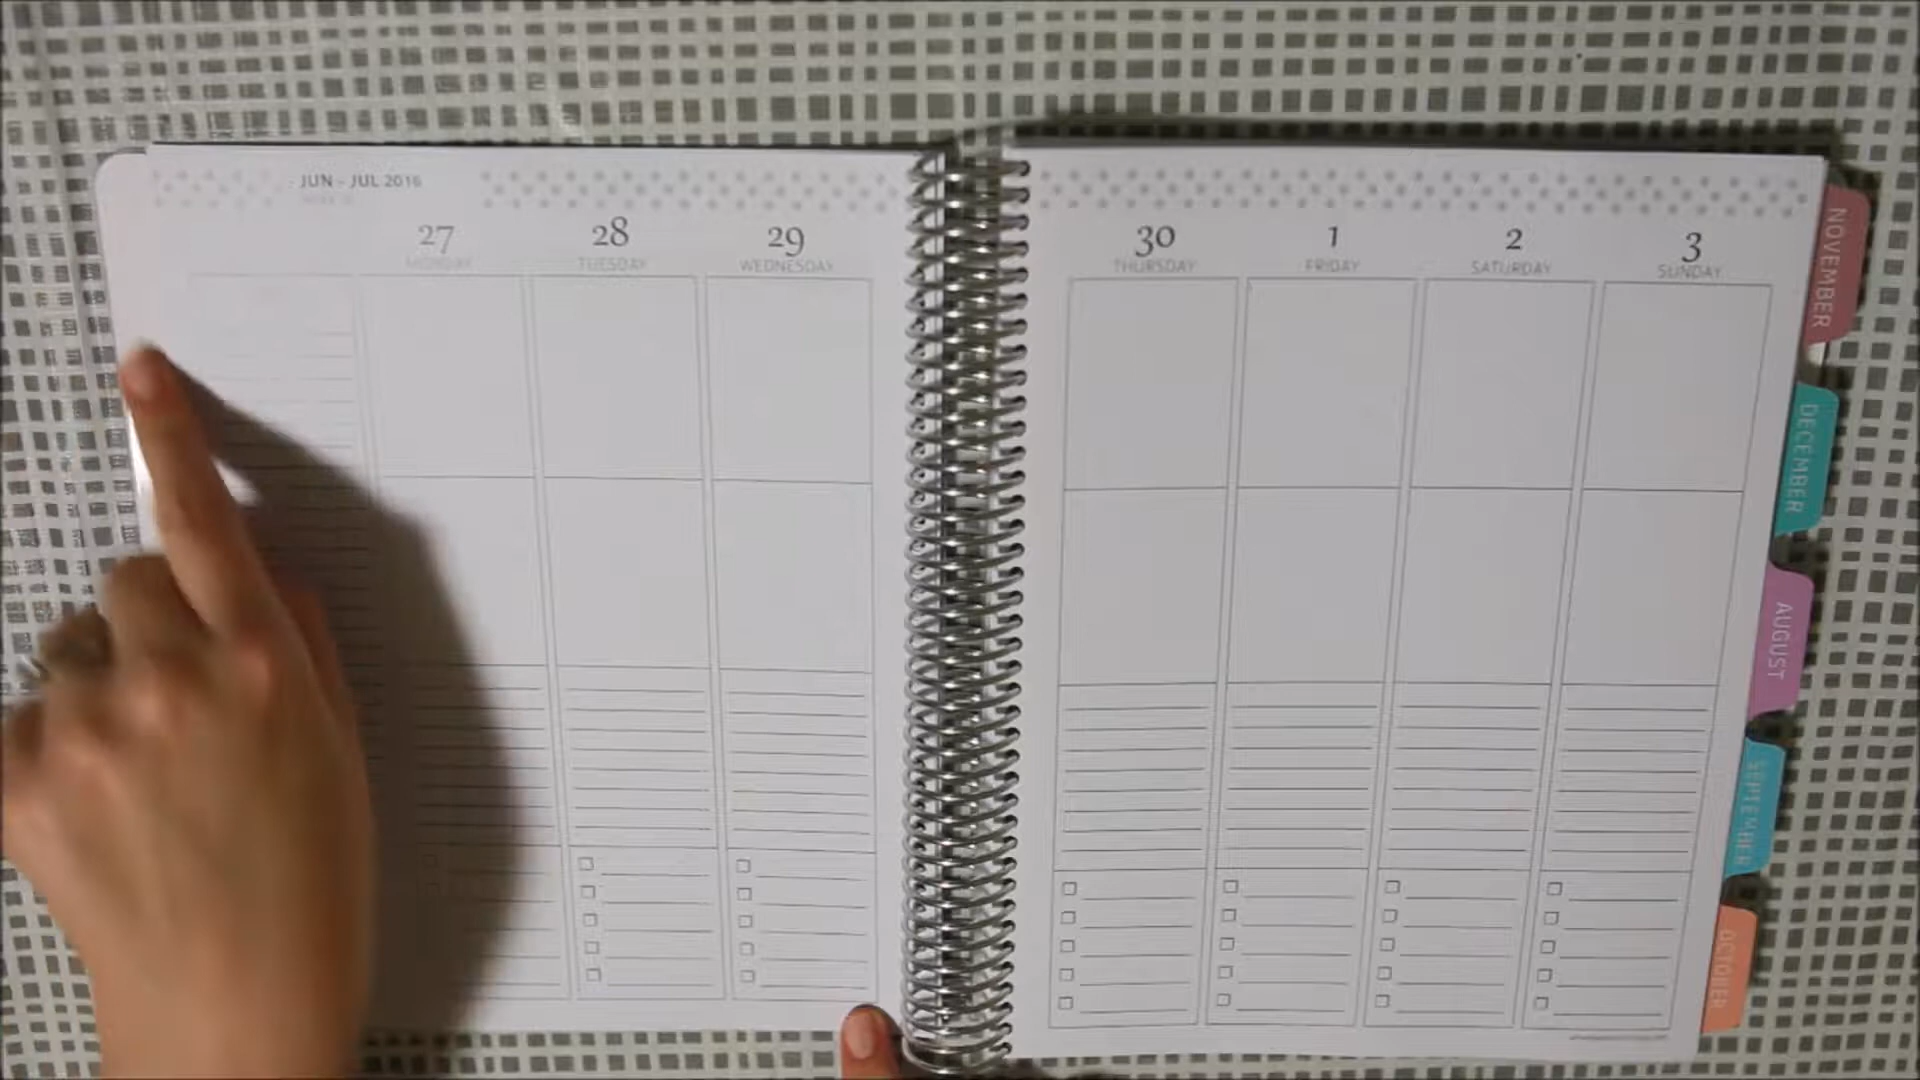 JUN - JUL 2016
27
MONDAY
28
TUESDAY
29
WEDNESDAY
30
THURSDAY
1
FRIDAY
2
SATURDAY
3
SUNDAY
NOVEMBER
DECEMBER
AUGUST
SEPTEMBER
OCTOBER